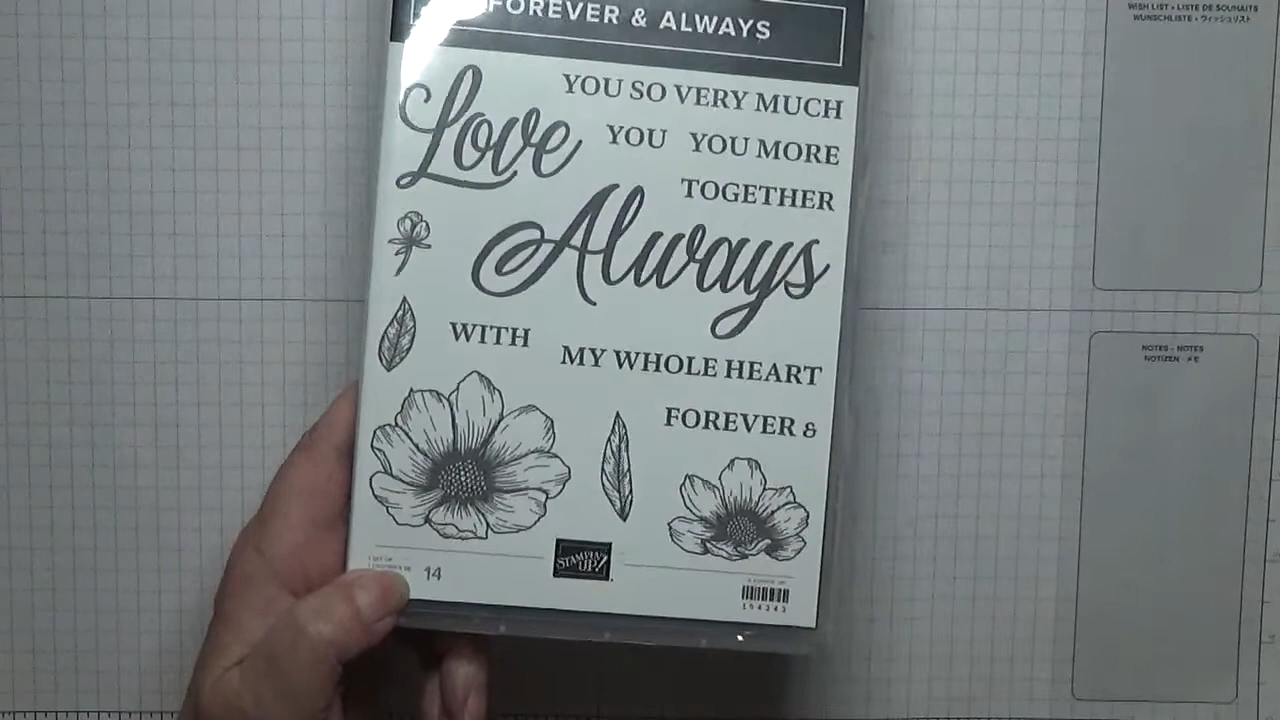 FOREVER & ALWAYS
Love
YOU SO VERY MUCH
YOU YOU MORE
TOGETHER
Always
WITH
MY WHOLE HEART
FOREVER &
STAMPIN' UP!
14
WISH LIST • LISTE DE SOUHAITS
WUNSCHLISTE • ウィッシュリスト
NOTES • NOTES
NOTIZEN • メモ